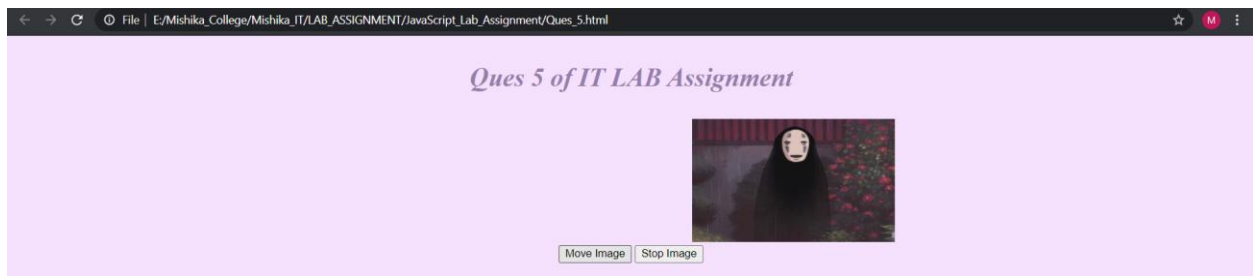 File | E:/Mishika_College/Mishika_IT/LAB_ASSIGNMENT/JavaScript_Lab_Assignment/Ques_5.html M
Ques 5 of IT LAB Assignment
Move Image Stop Image